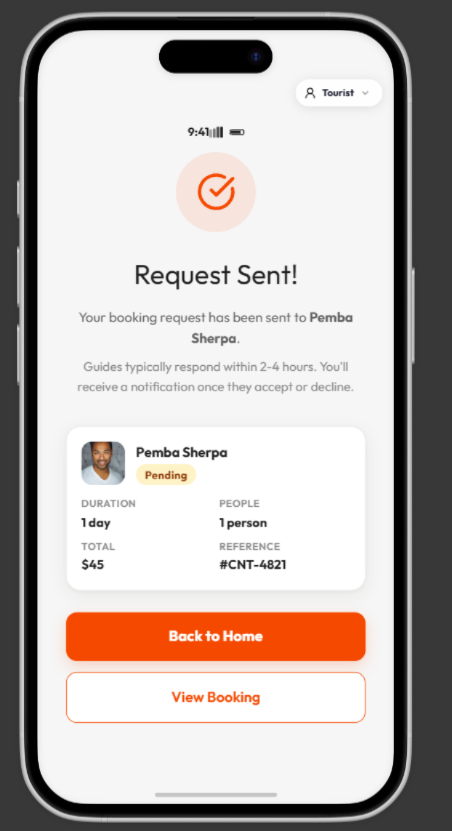 Tourist
9:41
Request Sent!
Your booking request has been sent to Pemba
Sherpa.
Guides typically respond within 2-4 hours. You'll
receive a notification once they accept or decline.
Pemba Sherpa
Pending
DURATION
PEOPLE
1 day
1 person
TOTAL
REFERENCE
$45
#CNT-4821
Back to Home
View Booking